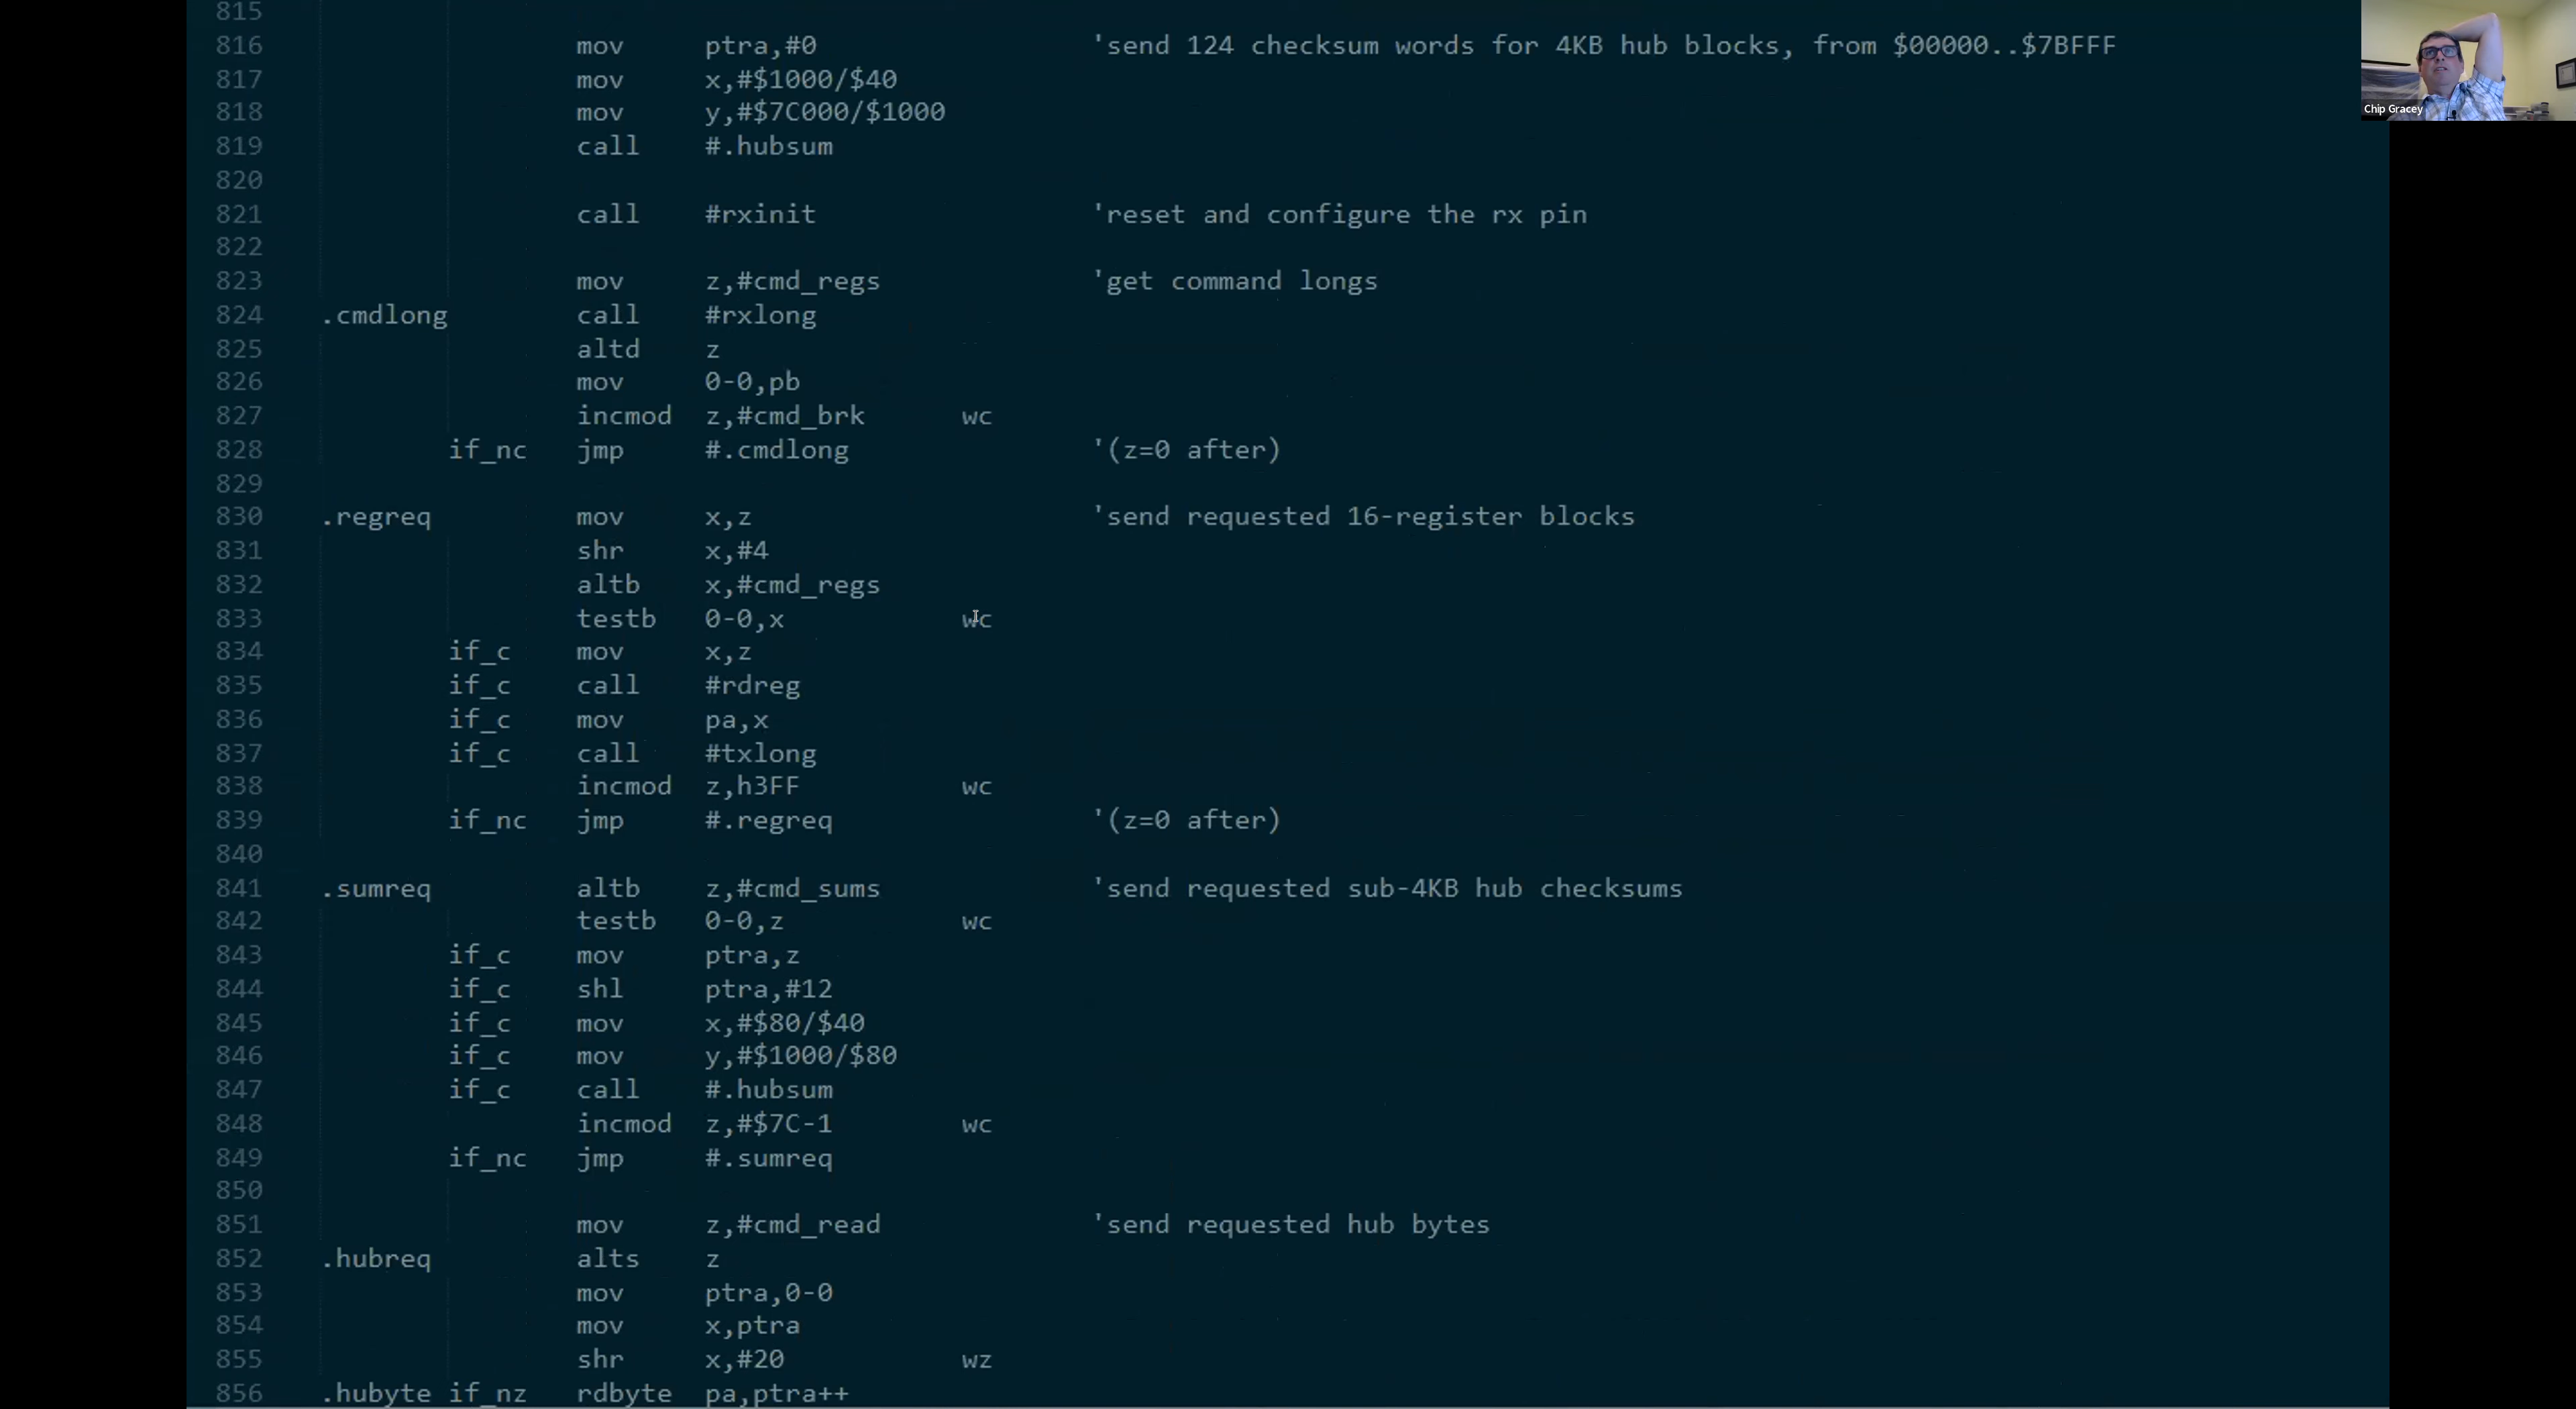 815
816 mov ptra,#0 'send 124 checksum words for 4KB hub blocks, from $00000..$7BFFF
817 mov x,#$1000/$40
818 mov y,#$7C000/$1000
819 call #.hubsum
820
821 call #rxinit 'reset and configure the rx pin
822
823 mov z,#cmd_regs 'get command longs
824 .cmdlong call #rxlong
825 altd z
826 mov 0-0,pb
827 incmod z,#cmd_brk wc
828 if_nc jmp #.cmdlong '(z=0 after)
829
830 .regreq mov x,z 'send requested 16-register blocks
831 shr x,#4
832 altb x,#cmd_regs
833 testb 0-0,x wc
834 if_c mov x,z
835 if_c call #rdreg
836 if_c mov pa,x
837 if_c call #txlong
838 incmod z,h3FF wc
839 if_nc jmp #.regreq '(z=0 after)
840
841 .sumreq altb z,#cmd_sums 'send requested sub-4KB hub checksums
842 testb 0-0,z wc
843 if_c mov ptra,z
844 if_c shl ptra,#12
845 if_c mov x,#$80/$40
846 if_c mov y,#$1000/$80
847 if_c call #.hubsum
848 incmod z,#$7C-1 wc
849 if_nc jmp #.sumreq
850
851 mov z,#cmd_read 'send requested hub bytes
852 .hubreq alts z
853 mov ptra,0-0
854 mov x,ptra
855 shr x,#20 wz
856 .hubyte if_nz rdbyte pa,ptra++
Chip Gracey